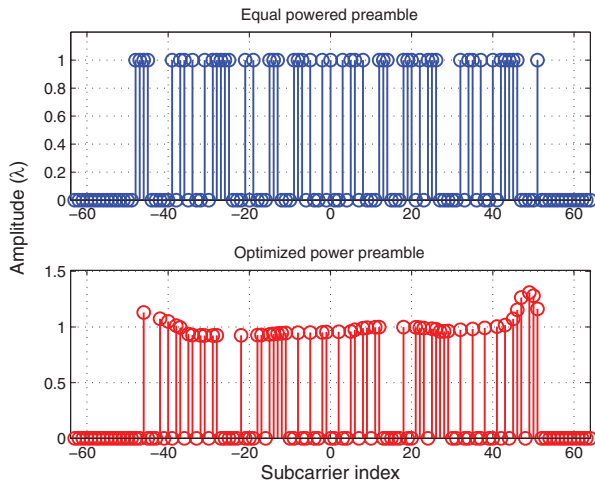 Equal powered preamble
1
0.8
0.6
0.4
0.2
0
−60 −40 −20 0 20 40 60
Amplitude (λ)
Optimized power preamble
1.5
1
0.5
0
−60 −40 −20 0 20 40 60
Subcarrier index